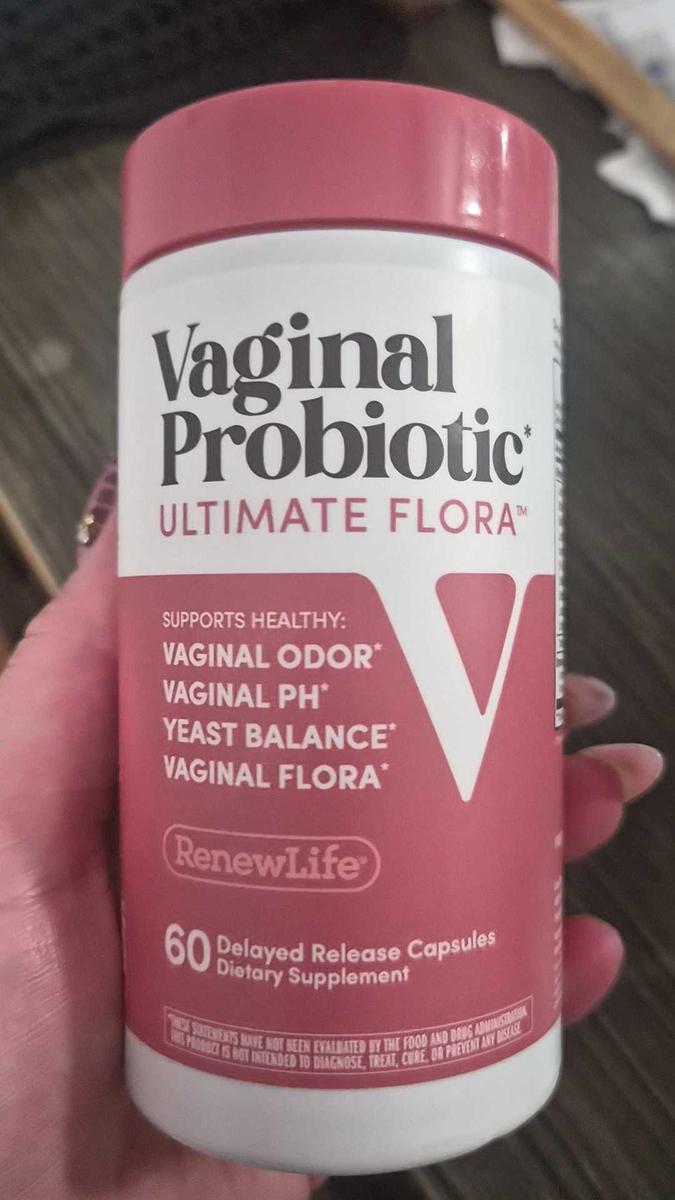 Vaginal
Probiotic*
ULTIMATE FLORA™
SUPPORTS HEALTHY:
VAGINAL ODOR*
VAGINAL PH*
YEAST BALANCE*
VAGINAL FLORA*
V
RenewLife®
60 Delayed Release Capsules
Dietary Supplement
*THESE STATEMENTS HAVE NOT BEEN EVALUATED BY THE FOOD AND DRUG ADMINISTRATION.
THIS PRODUCT IS NOT INTENDED TO DIAGNOSE, TREAT, CURE, OR PREVENT ANY DISEASE.